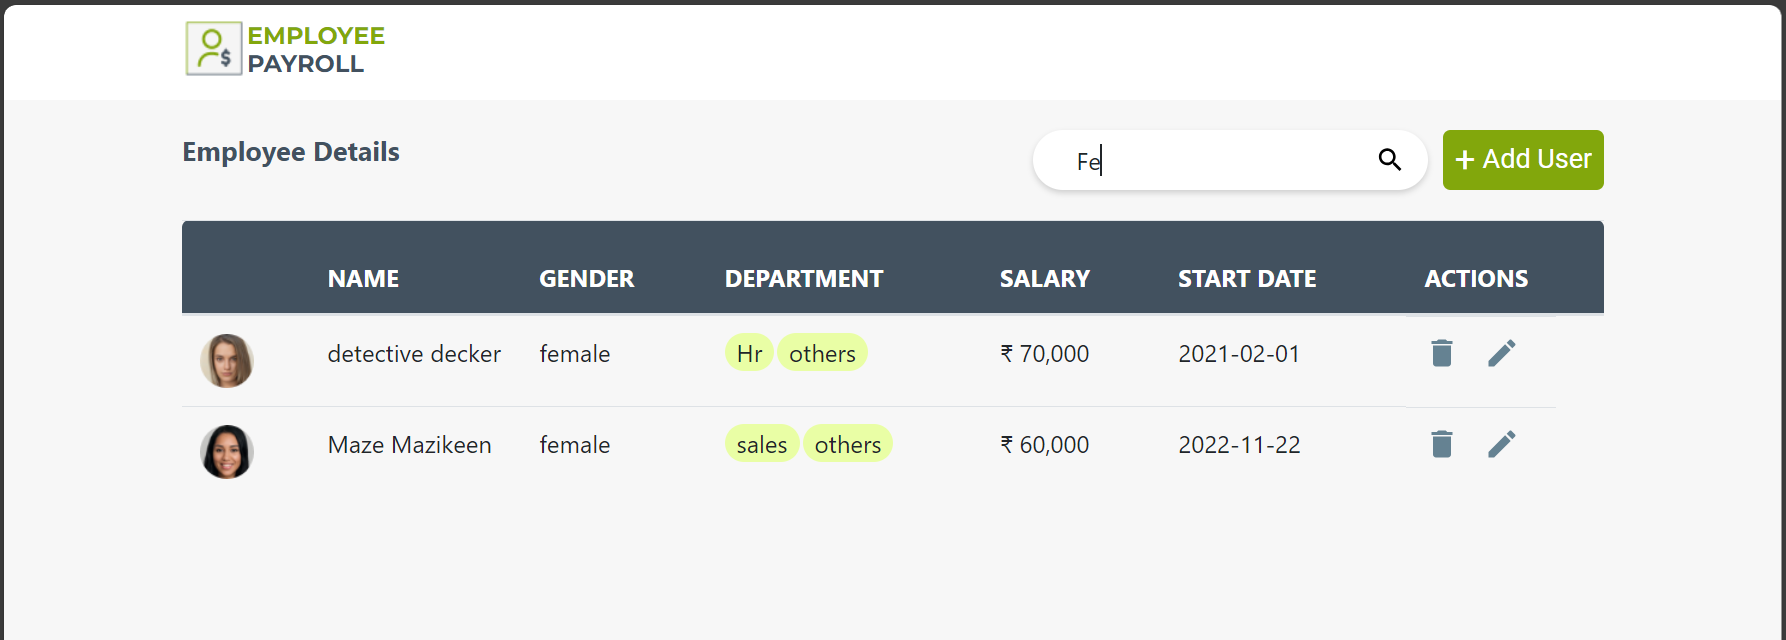 EMPLOYEE
PAYROLL
Employee Details
Fe
+ Add User
NAME GENDER DEPARTMENT SALARY START DATE ACTIONS
detective decker female Hr others ₹ 70,000 2021-02-01
Maze Mazikeen female sales others ₹ 60,000 2022-11-22